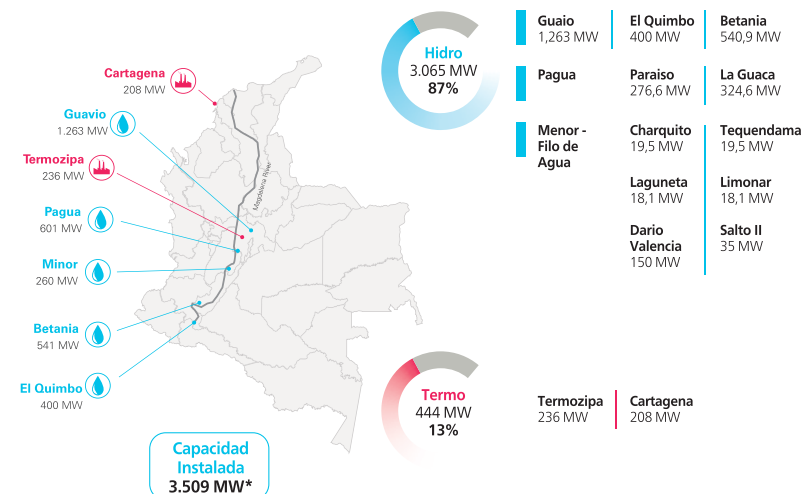 Cartagena
208 MW
Guavio
1.263 MW
Termozipa
236 MW
Pagua
601 MW
Minor
260 MW
Betania
541 MW
El Quimbo
400 MW
Magdalena River
Capacidad
Instalada
3.509 MW*
Hidro
3.065 MW
87%
Guaio
1,263 MW
El Quimbo
400 MW
Betania
540,9 MW
Pagua
Paraiso
276,6 MW
La Guaca
324,6 MW
Menor -
Filo de
Agua
Charquito
19,5 MW
Tequendama
19,5 MW
Laguneta
18,1 MW
Limonar
18,1 MW
Dario
Valencia
150 MW
Salto II
35 MW
Termo
444 MW
13%
Termozipa
236 MW
Cartagena
208 MW